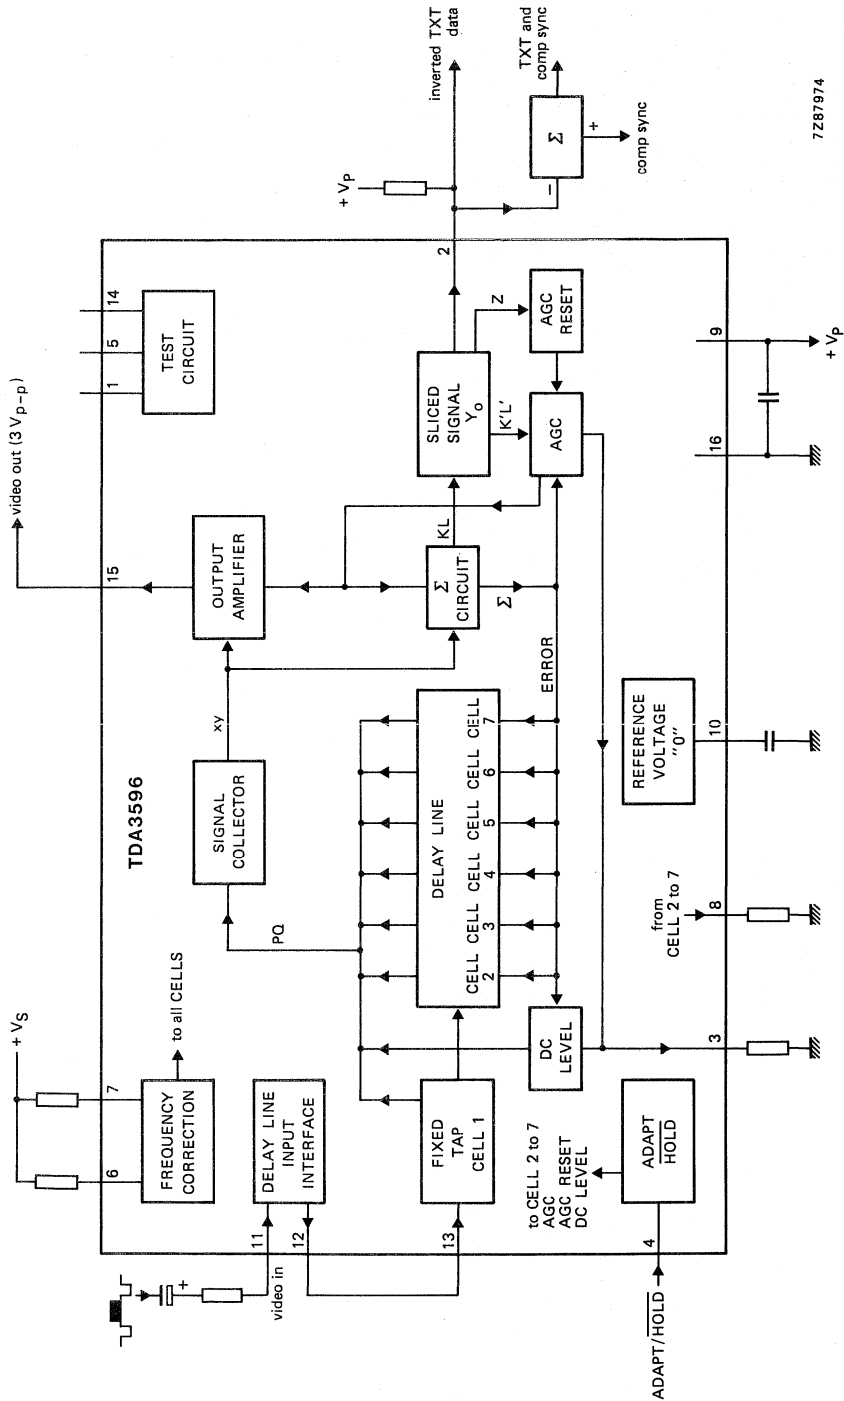 TDA3596
+ VS
6
7
FREQUENCY
CORRECTION
to all CELLS
video in
11
12
13
DELAY LINE
INPUT
INTERFACE
FIXED
TAP
CELL 1
ADAPT/HOLD
4
ADAPT
HOLD
to CELL 2 to 7
AGC
AGC RESET
DC LEVEL
DC
LEVEL
3
from
CELL 2 to 7
8
PQ
SIGNAL
COLLECTOR
xy
DELAY LINE
CELL CELL CELL CELL CELL CELL
2 3 4 5 6 7
ERROR
REFERENCE
VOLTAGE
"0"
10
video out (3 Vp-p)
15
OUTPUT
AMPLIFIER
Σ
CIRCUIT
Σ
KL
SLICED
SIGNAL
Yo
K'L'
Z
AGC
AGC
RESET
1
5
14
TEST
CIRCUIT
16
9
+ VP
2
+ VP
inverted TXT
data
TXT and
comp sync
Σ
−
+
comp sync
7Z87974